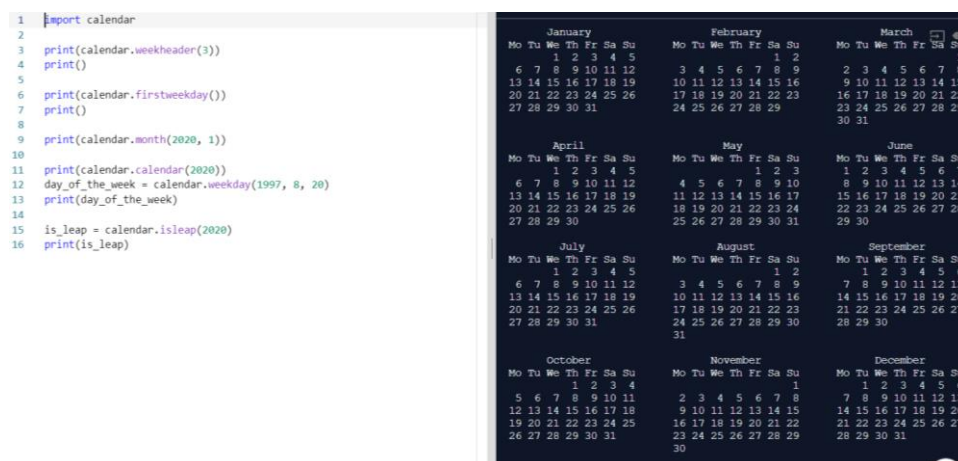 1 import calendar
2
3 print(calendar.weekheader(3))
4 print()
5
6 print(calendar.firstweekday())
7 print()
8
9 print(calendar.month(2020, 1))
10
11 print(calendar.calendar(2020))
12 day_of_the_week = calendar.weekday(1997, 8, 20)
13 print(day_of_the_week)
14
15 is_leap = calendar.isleap(2020)
16 print(is_leap)
January February March
Mo Tu We Th Fr Sa Su Mo Tu We Th Fr Sa Su Mo Tu We Th Fr Sa
1 2 3 4 5 1 2
6 7 8 9 10 11 12 3 4 5 6 7 8 9 2 3 4 5 6 7
13 14 15 16 17 18 19 10 11 12 13 14 15 16 9 10 11 12 13 14
20 21 22 23 24 25 26 17 18 19 20 21 22 23 16 17 18 19 20 21
27 28 29 30 31 24 25 26 27 28 29 23 24 25 26 27 28
30 31
April May June
Mo Tu We Th Fr Sa Su Mo Tu We Th Fr Sa Su Mo Tu We Th Fr Sa
1 2 3 4 5 1 2 3 1 2 3 4 5 6
6 7 8 9 10 11 12 4 5 6 7 8 9 10 8 9 10 11 12 13
13 14 15 16 17 18 19 11 12 13 14 15 16 17 15 16 17 18 19 20
20 21 22 23 24 25 26 18 19 20 21 22 23 24 22 23 24 25 26 27
27 28 29 30 25 26 27 28 29 30 31 29 30
July August September
Mo Tu We Th Fr Sa Su Mo Tu We Th Fr Sa Su Mo Tu We Th Fr Sa
1 2 3 4 5 1 2 1 2 3 4 5
6 7 8 9 10 11 12 3 4 5 6 7 8 9 7 8 9 10 11 12
13 14 15 16 17 18 19 10 11 12 13 14 15 16 14 15 16 17 18 19
20 21 22 23 24 25 26 17 18 19 20 21 22 23 21 22 23 24 25 26
27 28 29 30 31 24 25 26 27 28 29 30 28 29 30
31
October November December
Mo Tu We Th Fr Sa Su Mo Tu We Th Fr Sa Su Mo Tu We Th Fr Sa
1 2 3 4 1 1 2 3 4 5
5 6 7 8 9 10 11 2 3 4 5 6 7 8 7 8 9 10 11 12
12 13 14 15 16 17 18 9 10 11 12 13 14 15 14 15 16 17 18 19
19 20 21 22 23 24 25 16 17 18 19 20 21 22 21 22 23 24 25 26
26 27 28 29 30 31 23 24 25 26 27 28 29 28 29 30 31
30